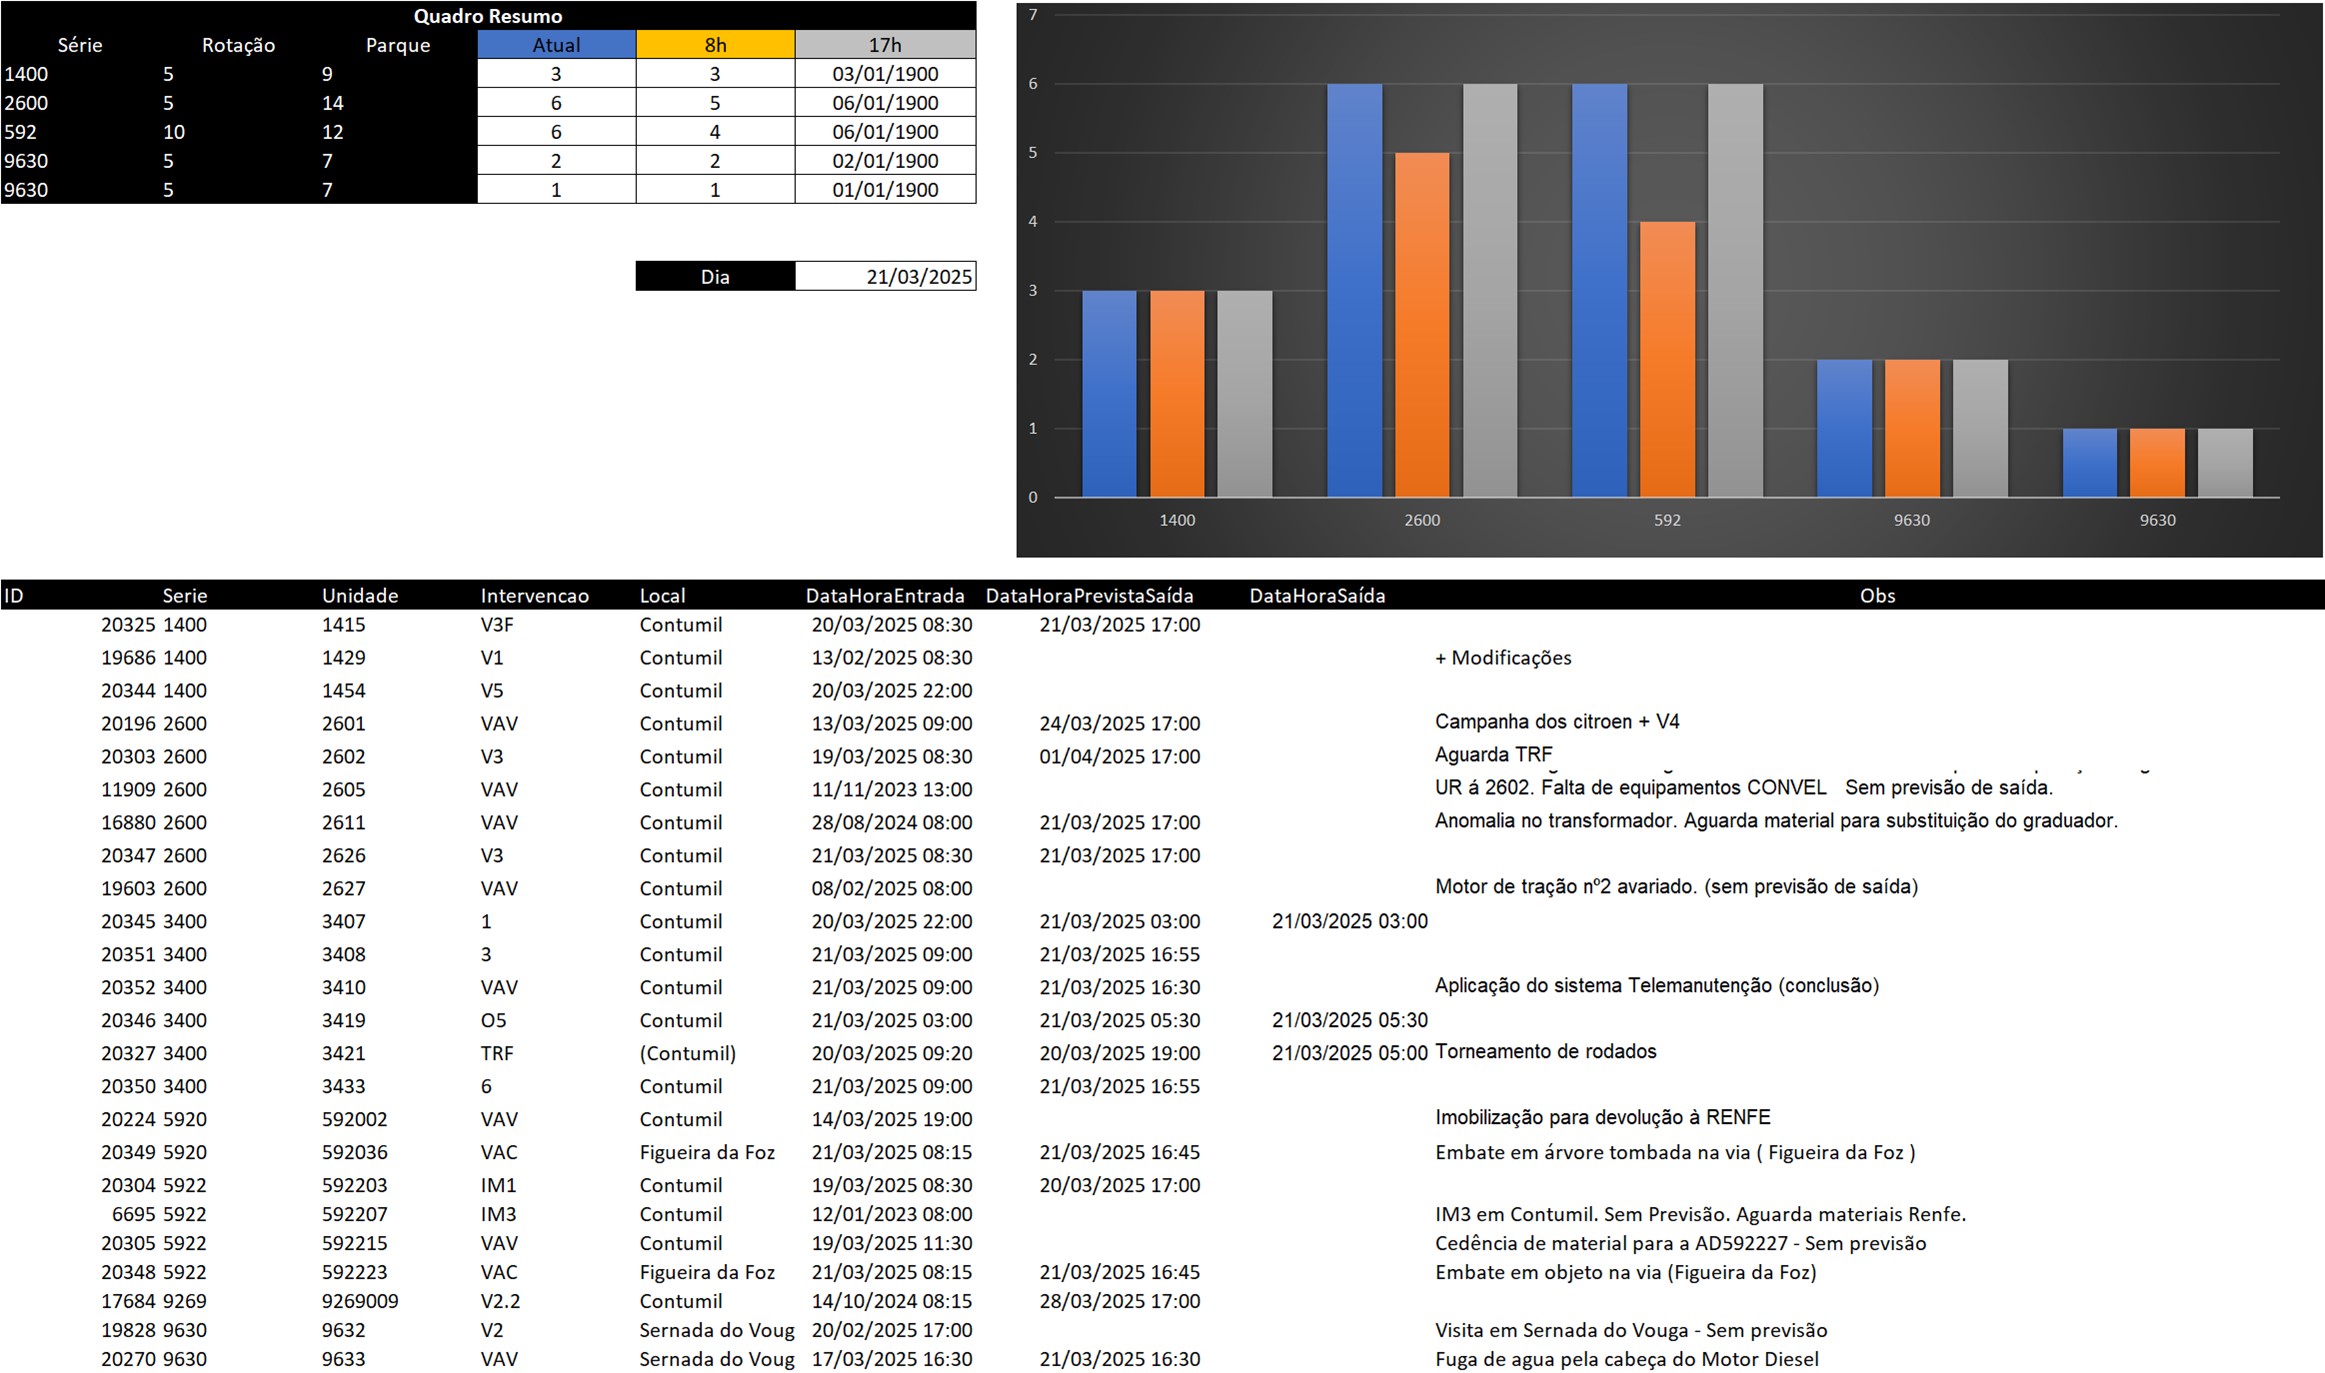 Quadro Resumo
Série Rotação Parque Atual 8h 17h
1400 5 9 3 3 03/01/1900
2600 5 14 6 5 06/01/1900
592 10 12 6 4 06/01/1900
9630 5 7 2 2 02/01/1900
9630 5 7 1 1 01/01/1900
Dia 21/03/2025
7
6
5
4
3
2
1
0
1400 2600 592 9630 9630
ID Serie Unidade Intervencao Local DataHoraEntrada DataHoraPrevistaSaída DataHoraSaída Obs
20325 1400 1415 V3F Contumil 20/03/2025 08:30 21/03/2025 17:00
19686 1400 1429 V1 Contumil 13/02/2025 08:30 + Modificações
20344 1400 1454 V5 Contumil 20/03/2025 22:00
20196 2600 2601 VAV Contumil 13/03/2025 09:00 24/03/2025 17:00 Campanha dos citroen + V4
20303 2600 2602 V3 Contumil 19/03/2025 08:30 01/04/2025 17:00 Aguarda TRF
11909 2600 2605 VAV Contumil 11/11/2023 13:00 UR á 2602. Falta de equipamentos CONVEL Sem previsão de saída.
16880 2600 2611 VAV Contumil 28/08/2024 08:00 21/03/2025 17:00 Anomalia no transformador. Aguarda material para substituição do graduador.
20347 2600 2626 V3 Contumil 21/03/2025 08:30 21/03/2025 17:00
19603 2600 2627 VAV Contumil 08/02/2025 08:00 Motor de tração nº2 avariado. (sem previsão de saída)
20345 3400 3407 1 Contumil 20/03/2025 22:00 21/03/2025 03:00 21/03/2025 03:00
20351 3400 3408 3 Contumil 21/03/2025 09:00 21/03/2025 16:55
20352 3400 3410 VAV Contumil 21/03/2025 09:00 21/03/2025 16:30 Aplicação do sistema Telemanutenção (conclusão)
20346 3400 3419 O5 Contumil 21/03/2025 03:00 21/03/2025 05:30 21/03/2025 05:30
20327 3400 3421 TRF (Contumil) 20/03/2025 09:20 20/03/2025 19:00 21/03/2025 05:00 Torneamento de rodados
20350 3400 3433 6 Contumil 21/03/2025 09:00 21/03/2025 16:55
20224 5920 592002 VAV Contumil 14/03/2025 19:00 Imobilização para devolução à RENFE
20349 5920 592036 VAC Figueira da Foz 21/03/2025 08:15 21/03/2025 16:45 Embate em árvore tombada na via ( Figueira da Foz )
20304 5922 592203 IM1 Contumil 19/03/2025 08:30 20/03/2025 17:00
6695 5922 592207 IM3 Contumil 12/01/2023 08:00 IM3 em Contumil. Sem Previsão. Aguarda materiais Renfe.
20305 5922 592215 VAV Contumil 19/03/2025 11:30 Cedência de material para a AD592227 - Sem previsão
20348 5922 592223 VAC Figueira da Foz 21/03/2025 08:15 21/03/2025 16:45 Embate em objeto na via (Figueira da Foz)
17684 9269 9269009 V2.2 Contumil 14/10/2024 08:15 28/03/2025 17:00
19828 9630 9632 V2 Sernada do Voug 20/02/2025 17:00 Visita em Sernada do Vouga - Sem previsão
20270 9630 9633 VAV Sernada do Voug 17/03/2025 16:30 21/03/2025 16:30 Fuga de agua pela cabeça do Motor Diesel